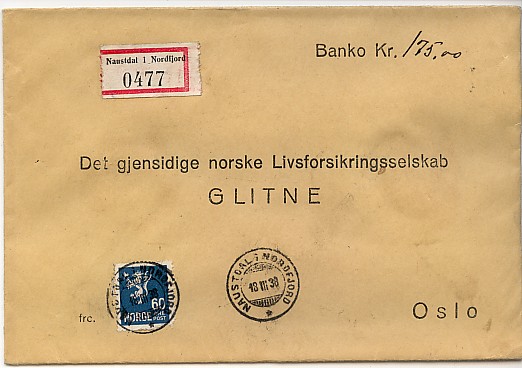 Naustdal i Nordfjord
0477
Banko Kr. 175,00
Det gjensidige norske Livsforsikringsselskab
GLITNE
NAUSTDAL i NORDFJORD
18 III 38
60
NORGE
POST
frc.
Oslo